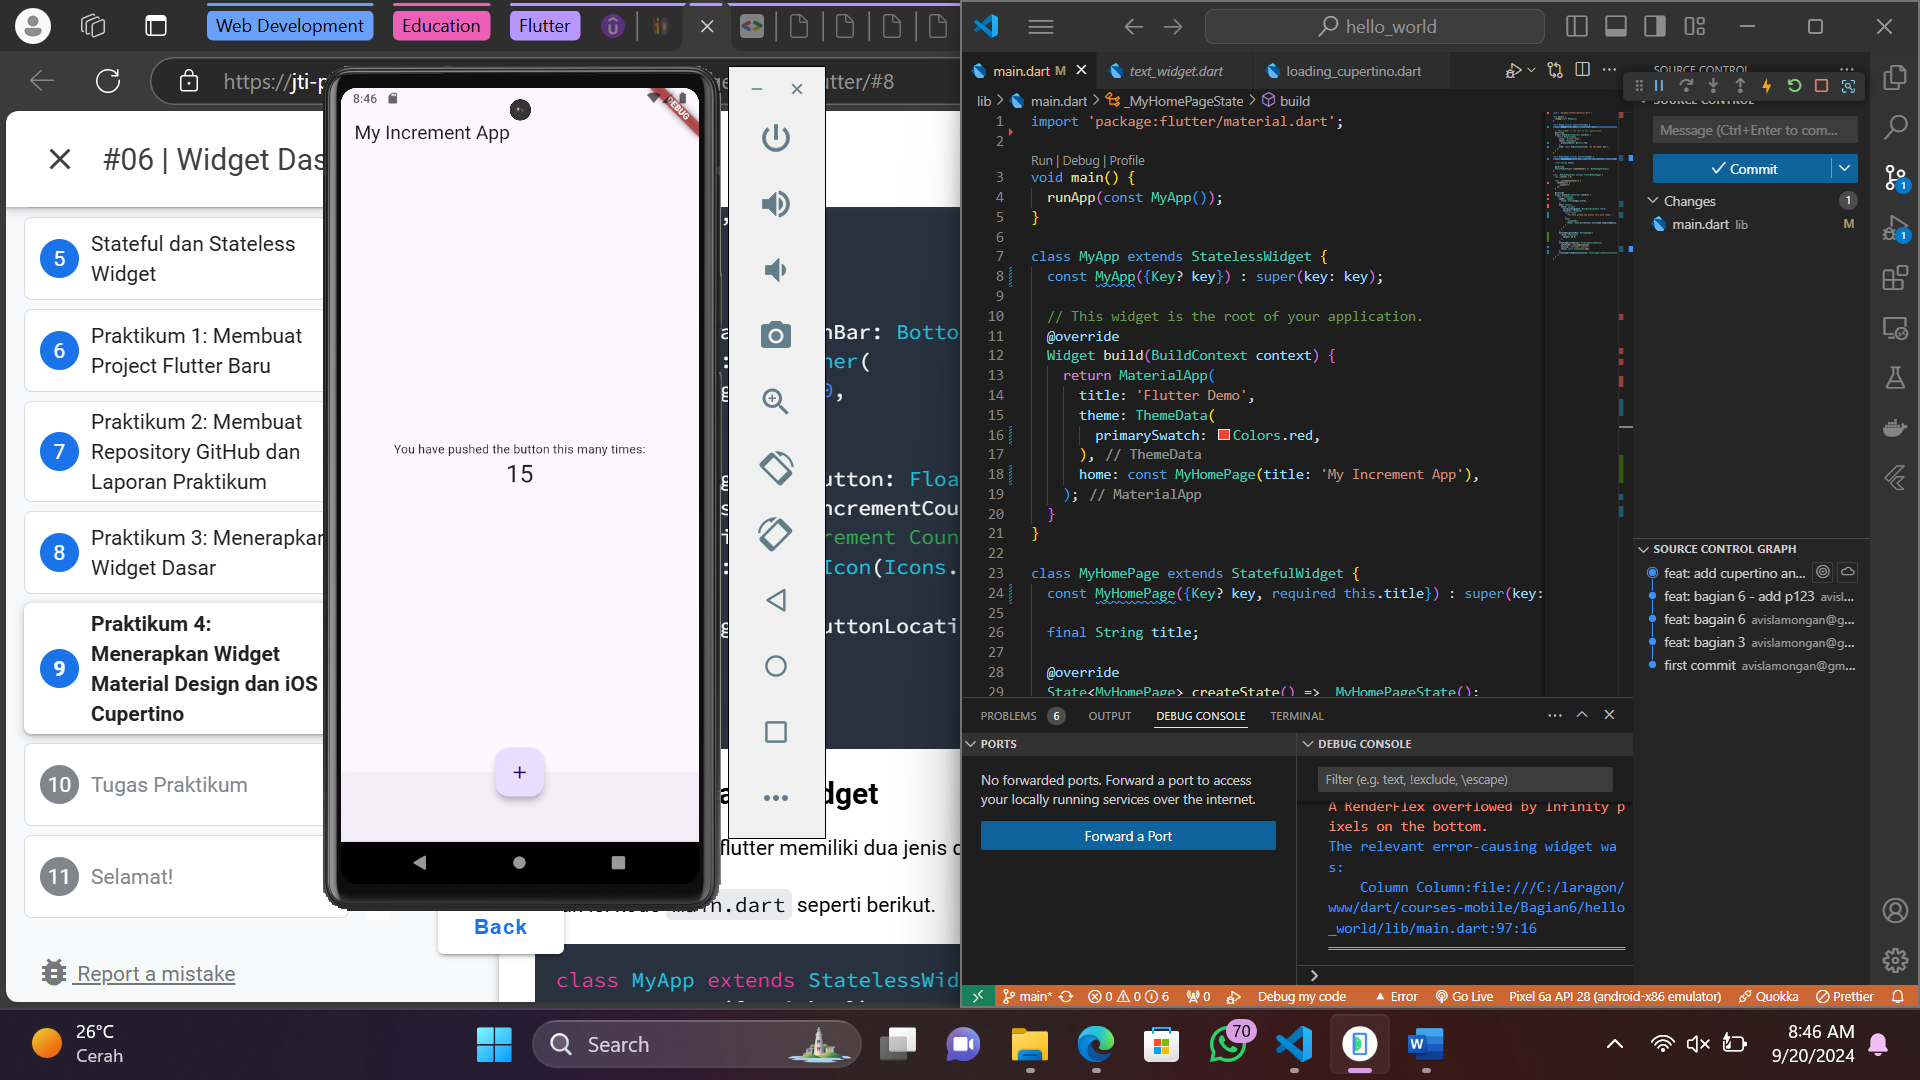 Web Development
Education
Flutter
https://jti-p
utter/#8
#06 | Widget Das
5
Stateful dan Stateless
Widget
6
Praktikum 1: Membuat
Project Flutter Baru
7
Praktikum 2: Membuat
Repository GitHub dan
Laporan Praktikum
8
Praktikum 3: Menerapkan
Widget Dasar
9
Praktikum 4:
Menerapkan Widget
Material Design dan iOS
Cupertino
10
Tugas Praktikum
11
Selamat!
Report a mistake
Back
8:46
DEBUG
My Increment App
You have pushed the button this many times:
15
+
nBar: Botto
ner(
0,
utton: Floa
ncrementCou
rement Coun
Icon(Icons.
uttonLocati
dget
flutter memiliki dua jenis
main.dart seperti berikut.
class MyApp extends StatelessWid
hello_world
main.dart M
text_widget.dart
loading_cupertino.dart
lib > main.dart > _MyHomePageState > build
1 import 'package:flutter/material.dart';
2
Run | Debug | Profile
3 void main() {
4 runApp(const MyApp());
5 }
6
7 class MyApp extends StatelessWidget {
8 const MyApp({Key? key}) : super(key: key);
9
10 // This widget is the root of your application.
11 @override
12 Widget build(BuildContext context) {
13 return MaterialApp(
14 title: 'Flutter Demo',
15 theme: ThemeData(
16 primarySwatch: Colors.red,
17 ), // ThemeData
18 home: const MyHomePage(title: 'My Increment App'),
19 ); // MaterialApp
20 }
21 }
22
23 class MyHomePage extends StatefulWidget {
24 const MyHomePage({Key? key, required this.title}) : super(key:
25
26 final String title;
27
28 @override
29 State<MyHomePage> createState() => _MyHomePageState();
SOURCE CONTROL
Message (Ctrl+Enter to com...
Commit
Changes 1
main.dart lib M
1
1
SOURCE CONTROL GRAPH
feat: add cupertino an...
feat: bagian 6 - add p123 avisl...
feat: bagain 6 avislamongan@g...
feat: bagian 3 avislamongan@g...
first commit avislamongan@gm...
PROBLEMS 6
OUTPUT
DEBUG CONSOLE
TERMINAL
PORTS
No forwarded ports. Forward a port to access
your locally running services over the internet.
Forward a Port
DEBUG CONSOLE
Filter (e.g. text, !exclude, \escape)
A RenderFlex overflowed by Infinity p
ixels on the bottom.
The relevant error-causing widget wa
s:
Column Column:file:///C:/laragon/
www/dart/courses-mobile/Bagian6/hello
_world/lib/main.dart:97:16
main* 0 0 6 0 Debug my code Error Go Live Pixel 6a API 28 (android-x86 emulator) Quokka Prettier
26°C
Cerah
Search
70
8:46 AM
9/20/2024